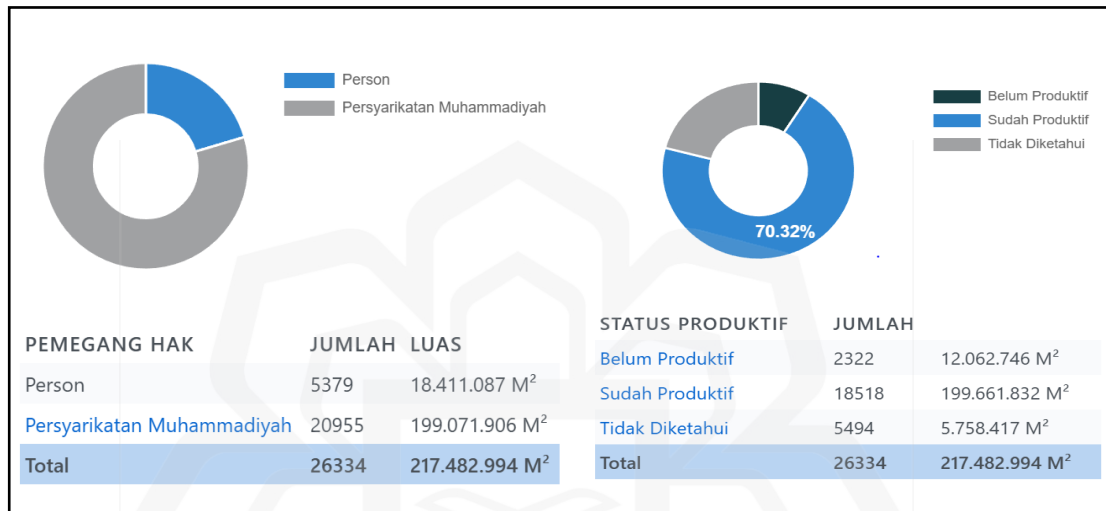 Person
Persyarikatan Muhammadiyah
PEMEGANG HAK JUMLAH LUAS
Person 5379 18.411.087 M²
Persyarikatan Muhammadiyah 20955 199.071.906 M²
Total 26334 217.482.994 M²
Belum Produktif
Sudah Produktif
Tidak Diketahui
70.32%
STATUS PRODUKTIF JUMLAH
Belum Produktif 2322 12.062.746 M²
Sudah Produktif 18518 199.661.832 M²
Tidak Diketahui 5494 5.758.417 M²
Total 26334 217.482.994 M²